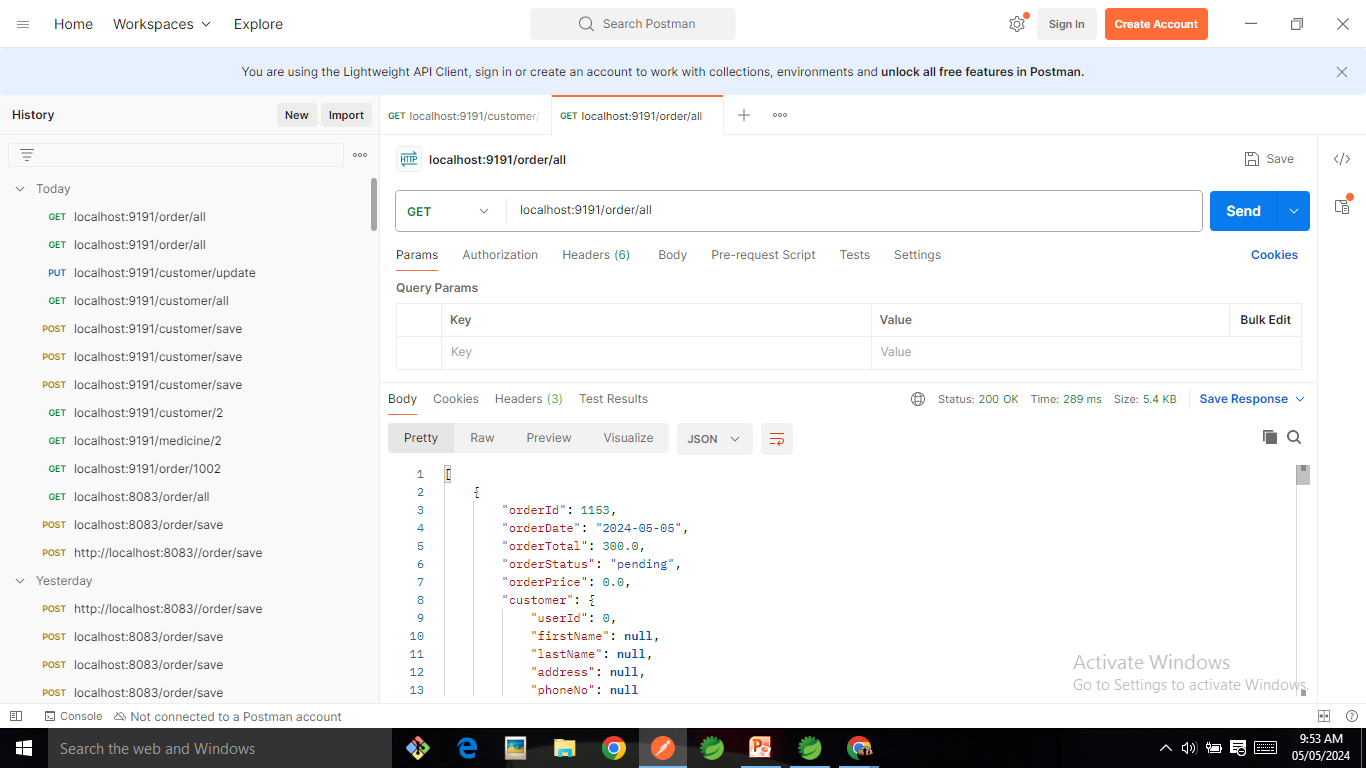 Home Workspaces Explore Search Postman Sign In Create Account
You are using the Lightweight API Client, sign in or create an account to work with collections, environments and unlock all free features in Postman.
History New Import
GET localhost:9191/customer/ GET localhost:9191/order/all
HTTP localhost:9191/order/all Save
Today
GET localhost:9191/order/all
GET localhost:9191/order/all
PUT localhost:9191/customer/update
GET localhost:9191/customer/all
POST localhost:9191/customer/save
POST localhost:9191/customer/save
POST localhost:9191/customer/save
GET localhost:9191/customer/2
GET localhost:9191/medicine/2
GET localhost:9191/order/1002
GET localhost:8083/order/all
POST localhost:8083/order/save
POST http://localhost:8083//order/save
Yesterday
POST http://localhost:8083//order/save
POST localhost:8083/order/save
POST localhost:8083/order/save
POST localhost:8083/order/save
GET localhost:9191/order/all Send
Params Authorization Headers (6) Body Pre-request Script Tests Settings Cookies
Query Params
Key Value Bulk Edit
Key Value
Body Cookies Headers (3) Test Results Status: 200 OK Time: 289 ms Size: 5.4 KB Save Response
Pretty Raw Preview Visualize JSON
1 [
2 {
3 "orderId": 1153,
4 "orderDate": "2024-05-05",
5 "orderTotal": 300.0,
6 "orderStatus": "pending",
7 "orderPrice": 0.0,
8 "customer": {
9 "userId": 0,
10 "firstName": null,
11 "lastName": null,
12 "address": null,
13 "phoneNo": null
Activate Windows
Go to Settings to activate Windows.
Console Not connected to a Postman account
Search the web and Windows
9:53 AM
05/05/2024